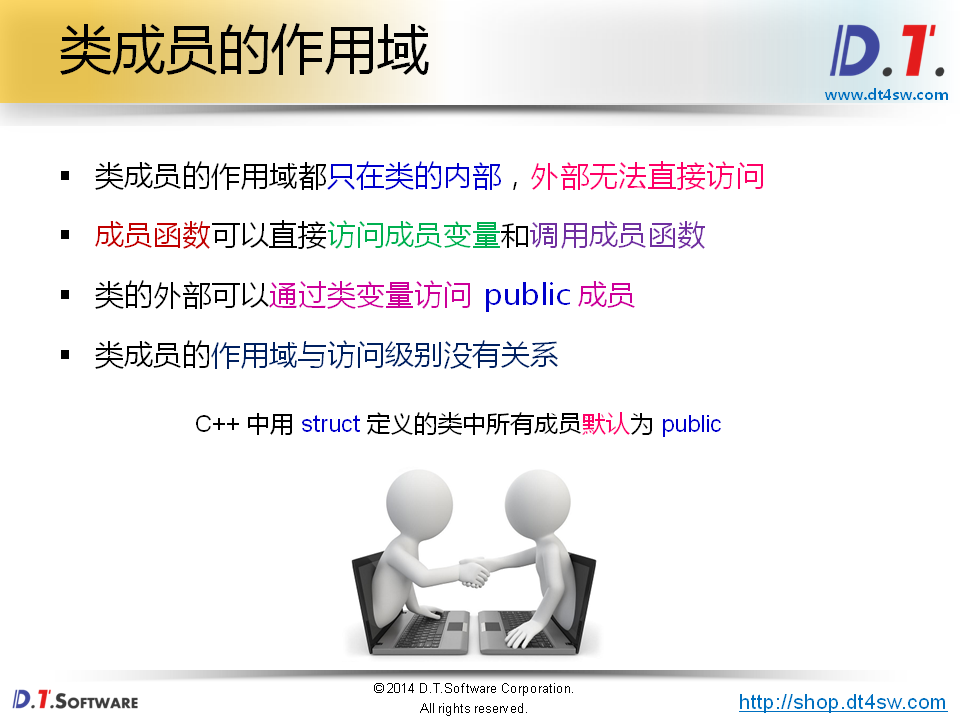 类成员的作用域
D.T.
www.dt4sw.com
▪ 类成员的作用域都只在类的内部，外部无法直接访问
▪ 成员函数可以直接访问成员变量和调用成员函数
▪ 类的外部可以通过类变量访问 public 成员
▪ 类成员的作用域与访问级别没有关系
C++ 中用 struct 定义的类中所有成员默认为 public
D.T.SOFTWARE
©2014 D.T.Software Corporation.
All rights reserved.
http://shop.dt4sw.com